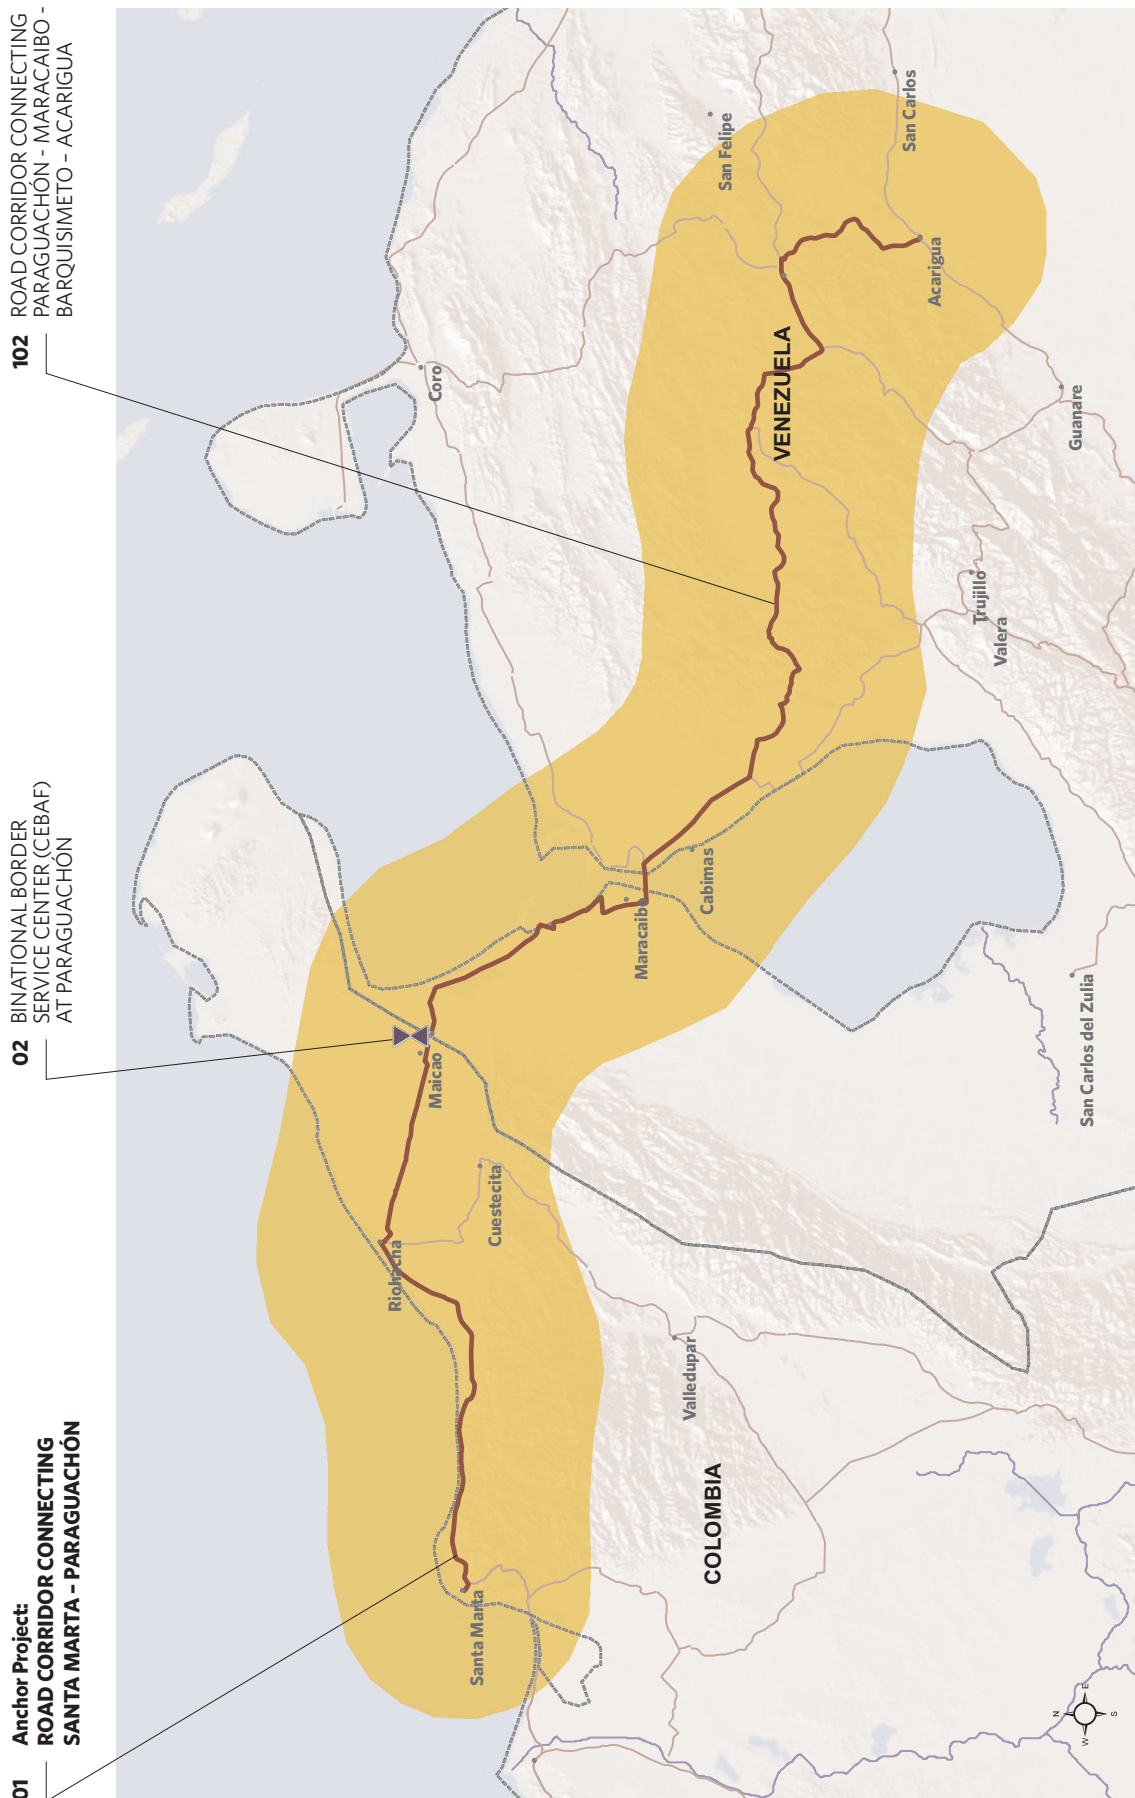 01
Anchor Project:
ROAD CORRIDOR CONNECTING
SANTA MARTA – PARAGUACHÓN
02
BINATIONAL BORDER
SERVICE CENTER (CEBAF)
AT PARAGUACHÓN
102
ROAD CORRIDOR CONNECTING
PARAGUACHÓN - MARACAIBO -
BARQUISIMETO - ACARIGUA
Santa Marta
Riohacha
Maicao
Cuestecita
Valledupar
COLOMBIA
Maracaibo
Cabimas
Coro
San Felipe
San Carlos
Acarigua
VENEZUELA
Guanare
Trujillo
Valera
San Carlos del Zulia
N
W
E
S